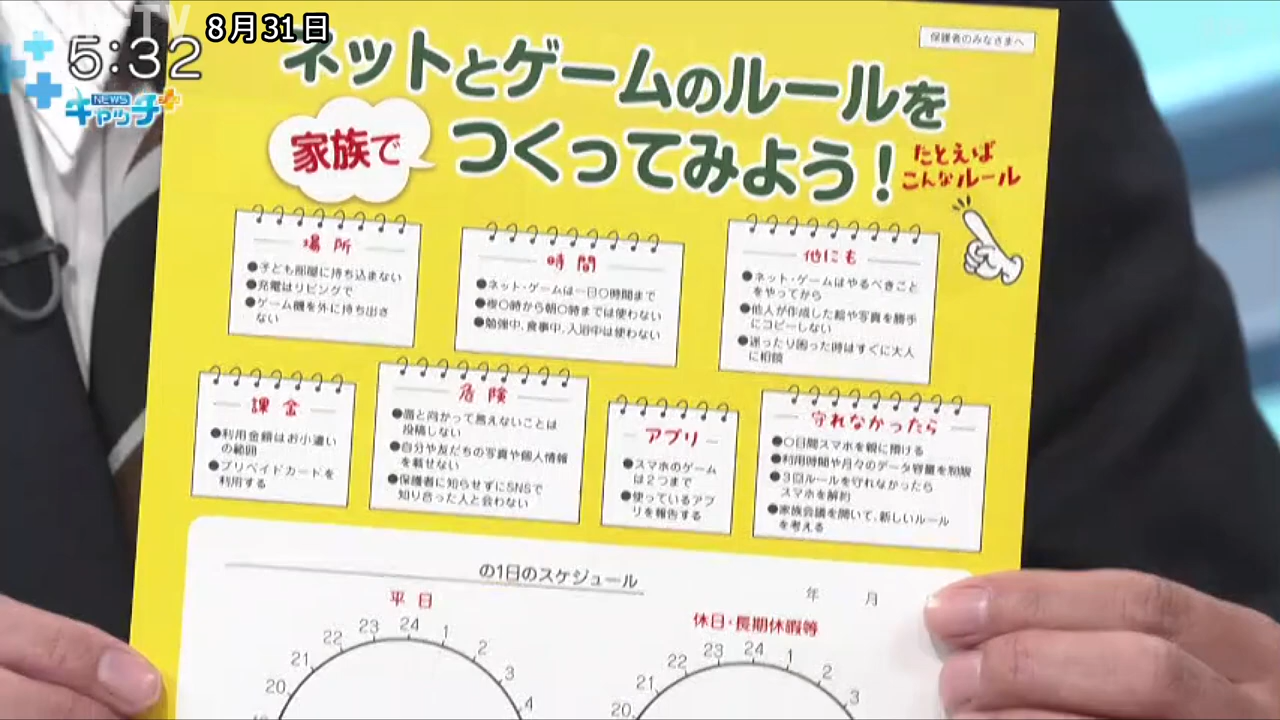 8月31日
5:32
NEWS
キャッチ+
保護者のみなさまへ
ネットとゲームのルールを
家族で
つくってみよう!
たとえば
こんなルール
場所
●子ども部屋に持ち込まない
●充電はリビングで
●ゲーム機を外に持ち出さ
ない
時間
●ネット・ゲームは一日〇時間まで
●夜〇時から朝〇時までは使わない
●勉強中、食事中、入浴中は使わない
他にも
●ネット・ゲームはやるべきこと
をやってから
●他人が作成した絵や写真を勝手
にコピーしない
●迷ったり困った時はすぐに大人
に相談
課金
●利用金額はお小遣い
の範囲
●プリペイドカードを
利用する
危険
●面と向かって言えないことは
投稿しない
●自分や友だちの写真や個人情報
を載せない
●保護者に知らせずにSNSで
知り合った人と会わない
アプリ
●スマホのゲーム
は2つまで
●使っているアプ
リを報告する
守れなかったら
●〇日間スマホを親に預ける
●利用時間や月々のデータ容量を制限
●3回ルールを守れなかったら
スマホを解約
●家族会議を開いて、新しいルール
を考える
の1日のスケジュール
年 月
平日
20 21 22 23 24 1 2 3 4
休日・長期休暇等
20 21 22 23 24 1 2 3